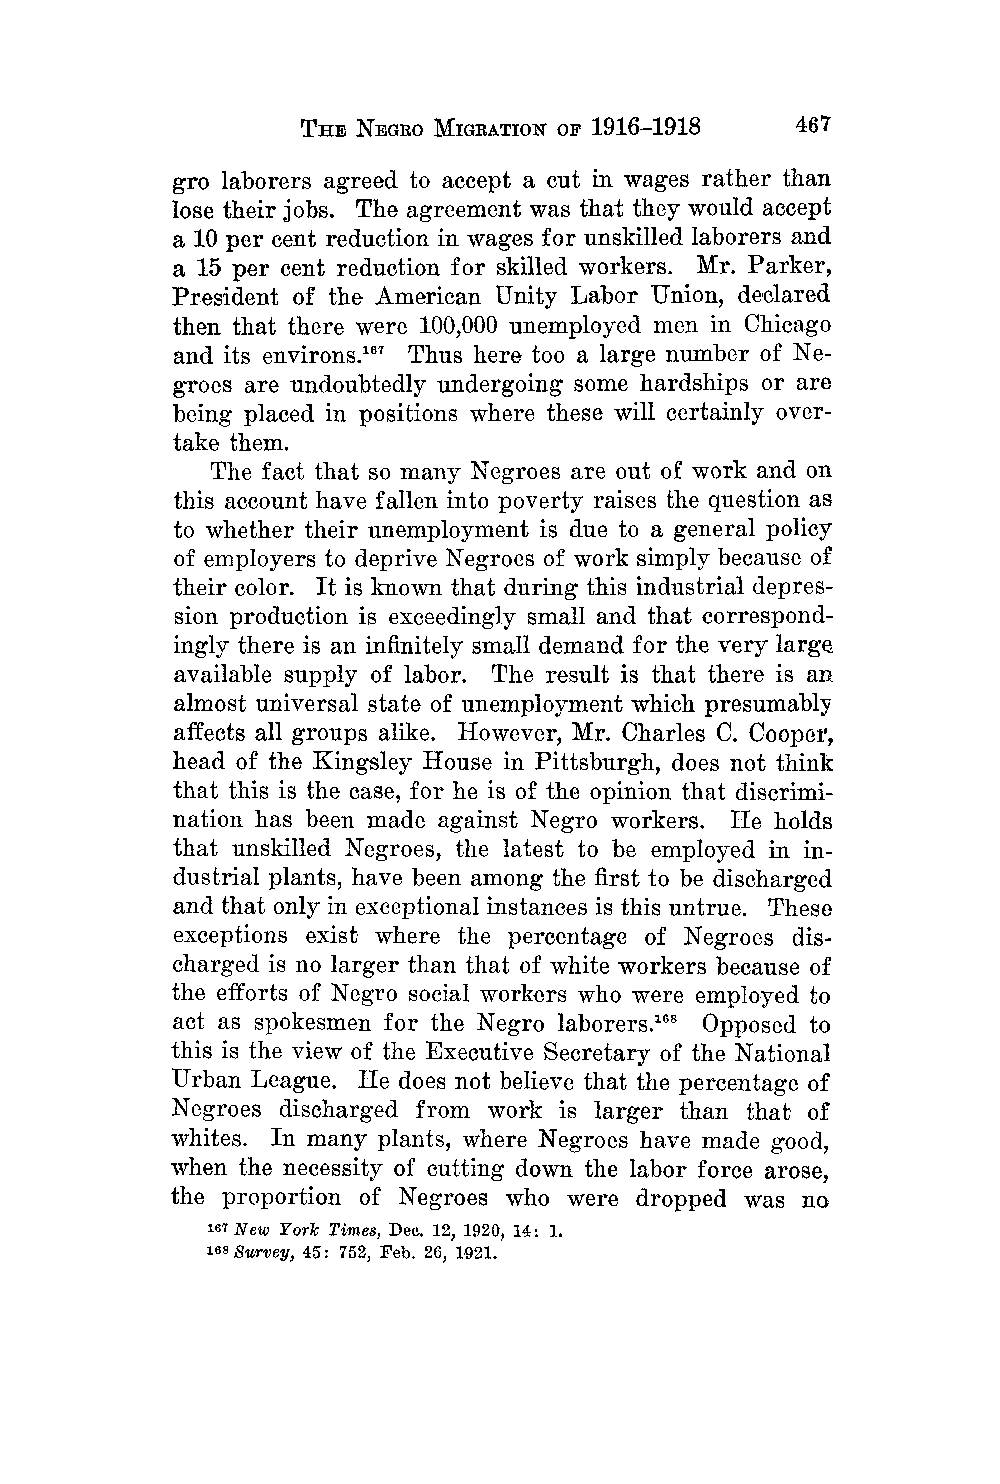 THE NEGRO MIGRATION OF 1916–1918 467
gro laborers agreed to accept a cut in wages rather than
lose their jobs. The agreement was that they would accept
a 10 per cent reduction in wages for unskilled laborers and
a 15 per cent reduction for skilled workers. Mr. Parker,
President of the American Unity Labor Union, declared
then that there were 100,000 unemployed men in Chicago
and its environs.¹⁶⁷ Thus here too a large number of Ne-
groes are undoubtedly undergoing some hardships or are
being placed in positions where these will certainly over-
take them.
The fact that so many Negroes are out of work and on
this account have fallen into poverty raises the question as
to whether their unemployment is due to a general policy
of employers to deprive Negroes of work simply because of
their color. It is known that during this industrial depres-
sion production is exceedingly small and that correspond-
ingly there is an infinitely small demand for the very large
available supply of labor. The result is that there is an
almost universal state of unemployment which presumably
affects all groups alike. However, Mr. Charles C. Cooper,
head of the Kingsley House in Pittsburgh, does not think
that this is the case, for he is of the opinion that discrimi-
nation has been made against Negro workers. He holds
that unskilled Negroes, the latest to be employed in in-
dustrial plants, have been among the first to be discharged
and that only in exceptional instances is this untrue. These
exceptions exist where the percentage of Negroes dis-
charged is no larger than that of white workers because of
the efforts of Negro social workers who were employed to
act as spokesmen for the Negro laborers.¹⁶⁸ Opposed to
this is the view of the Executive Secretary of the National
Urban League. He does not believe that the percentage of
Negroes discharged from work is larger than that of
whites. In many plants, where Negroes have made good,
when the necessity of cutting down the labor force arose,
the proportion of Negroes who were dropped was no
¹⁶⁷ New York Times, Dec. 12, 1920, 14: 1.
¹⁶⁸ Survey, 45: 752, Feb. 26, 1921.